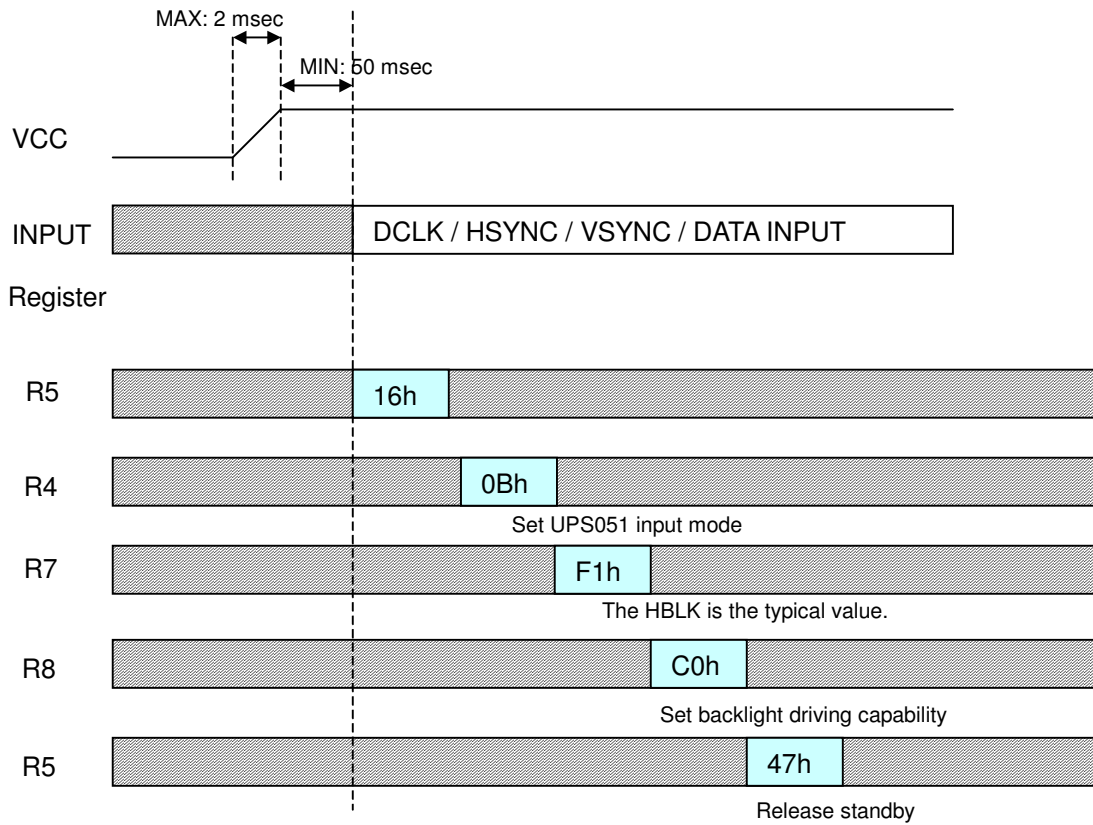 MAX: 2 msec
MIN: 50 msec
VCC
INPUT
DCLK / HSYNC / VSYNC / DATA INPUT
Register
R5
16h
R4
0Bh
Set UPS051 input mode
R7
F1h
The HBLK is the typical value.
R8
C0h
Set backlight driving capability
R5
47h
Release standby